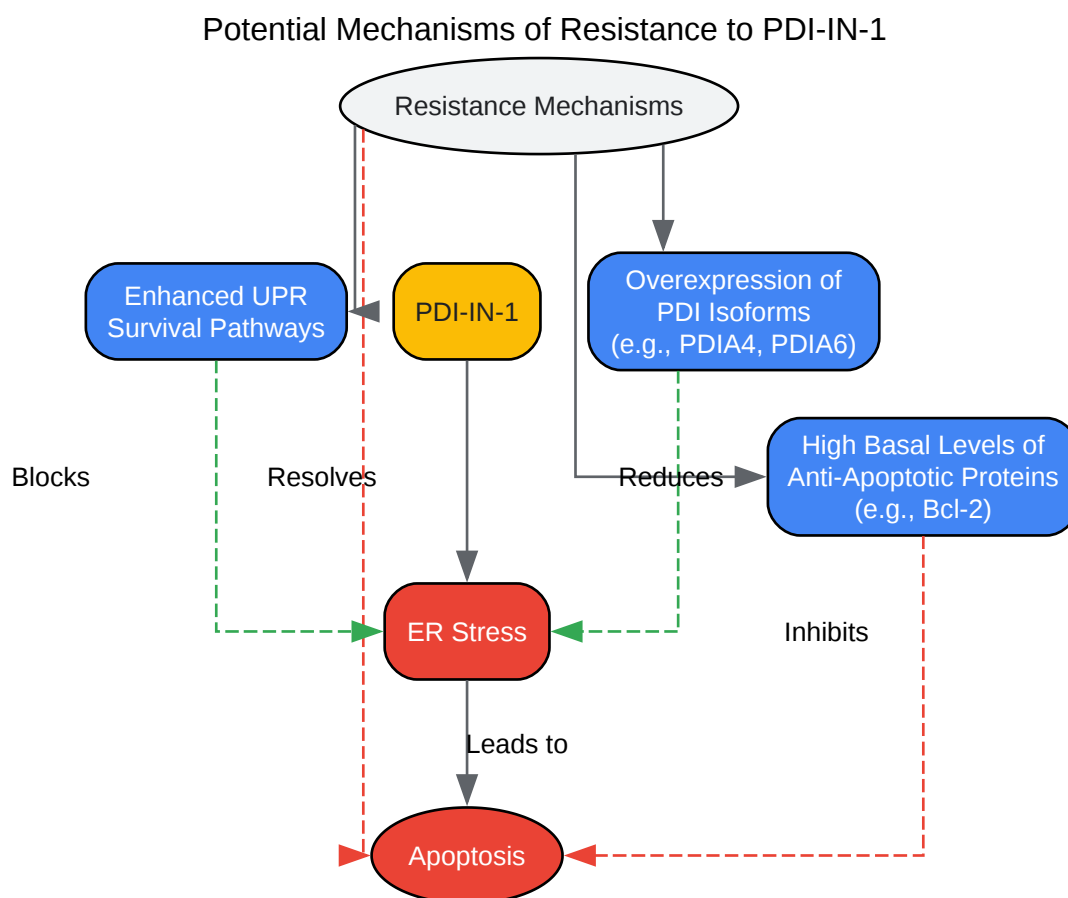 Potential Mechanisms of Resistance to PDI-IN-1
Resistance Mechanisms
Enhanced UPR
Survival Pathways
PDI-IN-1
Overexpression of
PDI Isoforms
(e.g., PDIA4, PDIA6)
High Basal Levels of
Anti-Apoptotic Proteins
(e.g., Bcl-2)
Blocks
Resolves
Reduces
ER Stress
Inhibits
Leads to
Apoptosis